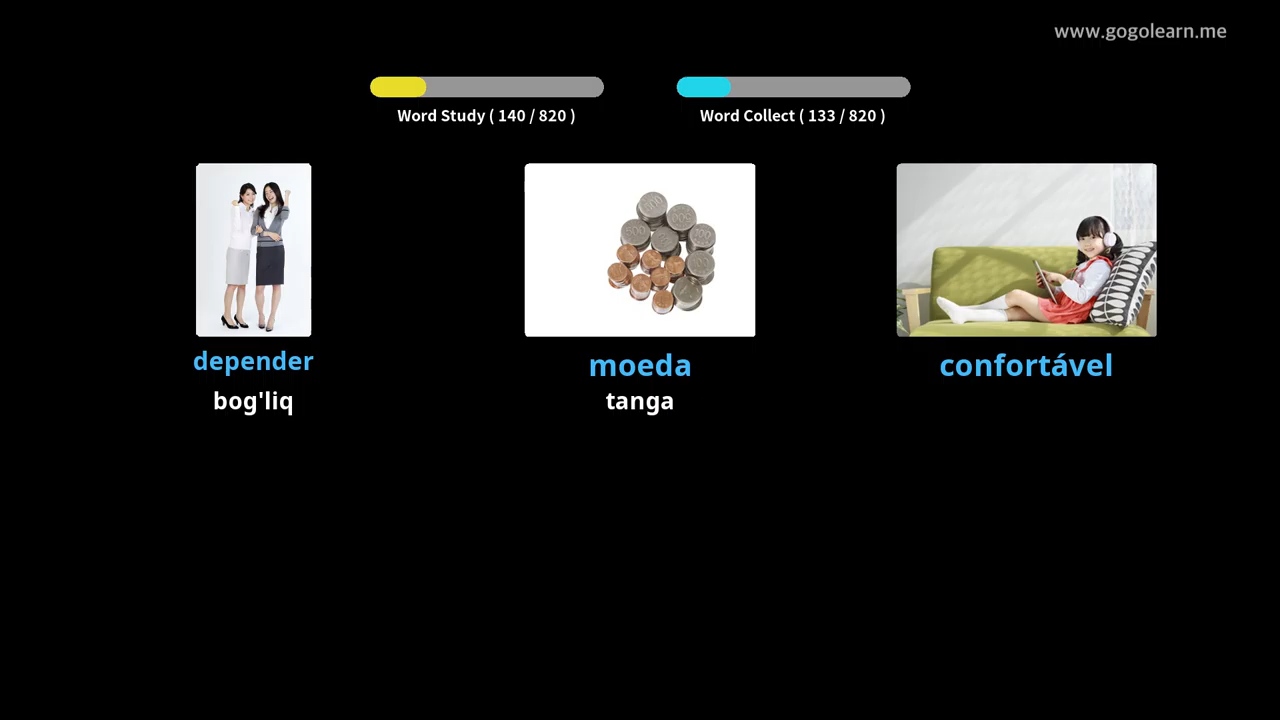 www.gogolearn.me
Word Study ( 140 / 820 )
Word Collect ( 133 / 820 )
depender
bog'liq
moeda
tanga
confortável